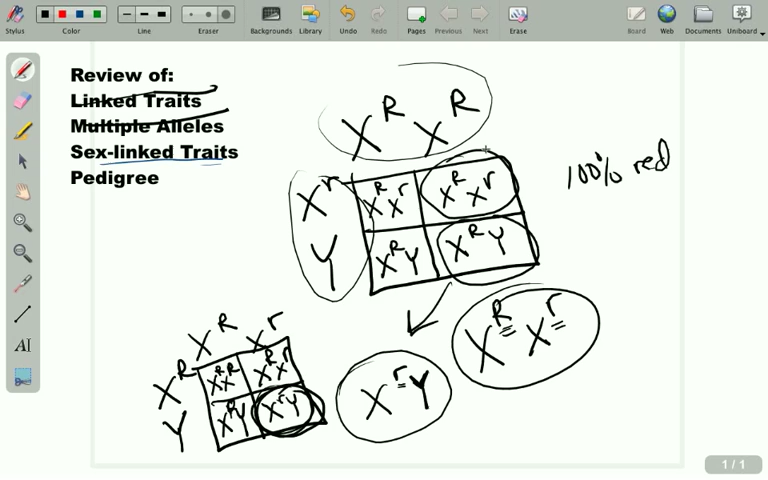 Stylus
Color
Line
Eraser
Backgrounds
Library
Undo
Redo
Pages
Previous
Next
Erase
Board
Web
Documents
Uniboard
Review of:
Linked Traits
Multiple Alleles
Sex-linked Traits
Pedigree
X^R X^R
100% red
X^r
Y
X^R X^r
X^R X^r
X^R Y
X^R Y
X^R X^r
X^R X^r
X^R
Y
X^R X^R
X^R X^r
X^R Y
X^r Y
X^r Y
AI
1 / 1